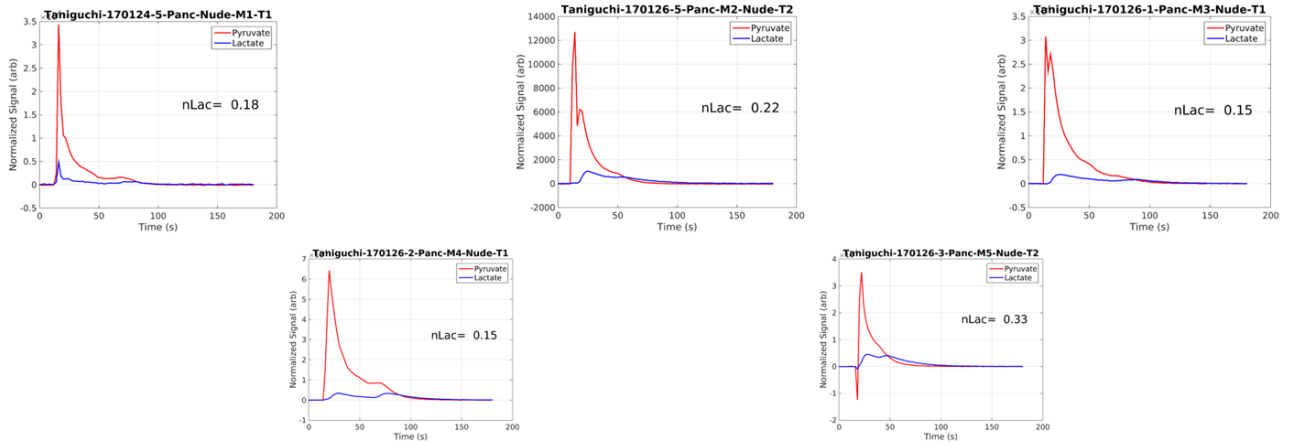 Taniguchi-170124-5-Panc-Nude-M1-T1
3.5
3
2.5
2
1.5
1
0.5
0
-0.5
Normalized Signal (arb)
Pyruvate
Lactate
nLac= 0.18
0 50 100 150 200
Time (s)
Taniguchi-170126-5-Panc-M2-Nude-T2
14000
12000
10000
8000
6000
4000
2000
0
-2000
Normalized Signal (arb)
Pyruvate
Lactate
nLac= 0.22
0 50 100 150 200
Time (s)
Taniguchi-170126-1-Panc-M3-Nude-T1
3.5
3
2.5
2
1.5
1
0.5
0
-0.5
Normalized Signal (arb)
Pyruvate
Lactate
nLac= 0.15
0 50 100 150 200
Time (s)
Taniguchi-170126-2-Panc-M4-Nude-T1
7
6
5
4
3
2
1
0
-1
Normalized Signal (arb)
Pyruvate
Lactate
nLac= 0.15
0 50 100 150 200
Time (s)
Taniguchi-170126-3-Panc-M5-Nude-T2
5
4
3
2
1
0
-1
-2
Normalized Signal (arb)
Pyruvate
Lactate
nLac= 0.33
0 50 100 150 200
Time (s)